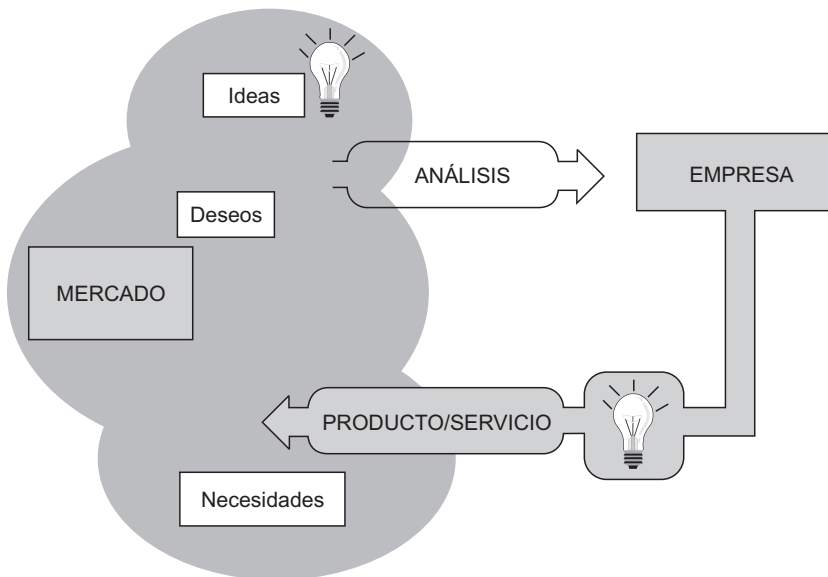 Ideas
ANÁLISIS
EMPRESA
Deseos
MERCADO
PRODUCTO/SERVICIO
Necesidades